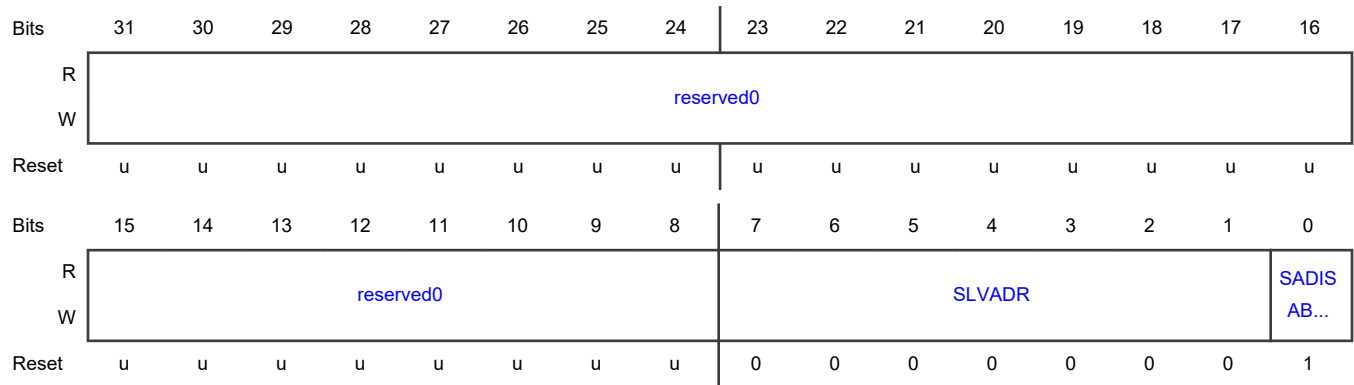 Bits 31 30 29 28 27 26 25 24 23 22 21 20 19 18 17 16
R
reserved0
W
Reset u u u u u u u u u u u u u u u u
Bits 15 14 13 12 11 10 9 8 7 6 5 4 3 2 1 0
R
reserved0 SLVADR SADIS
AB...
W
Reset u u u u u u u u 0 0 0 0 0 0 0 1